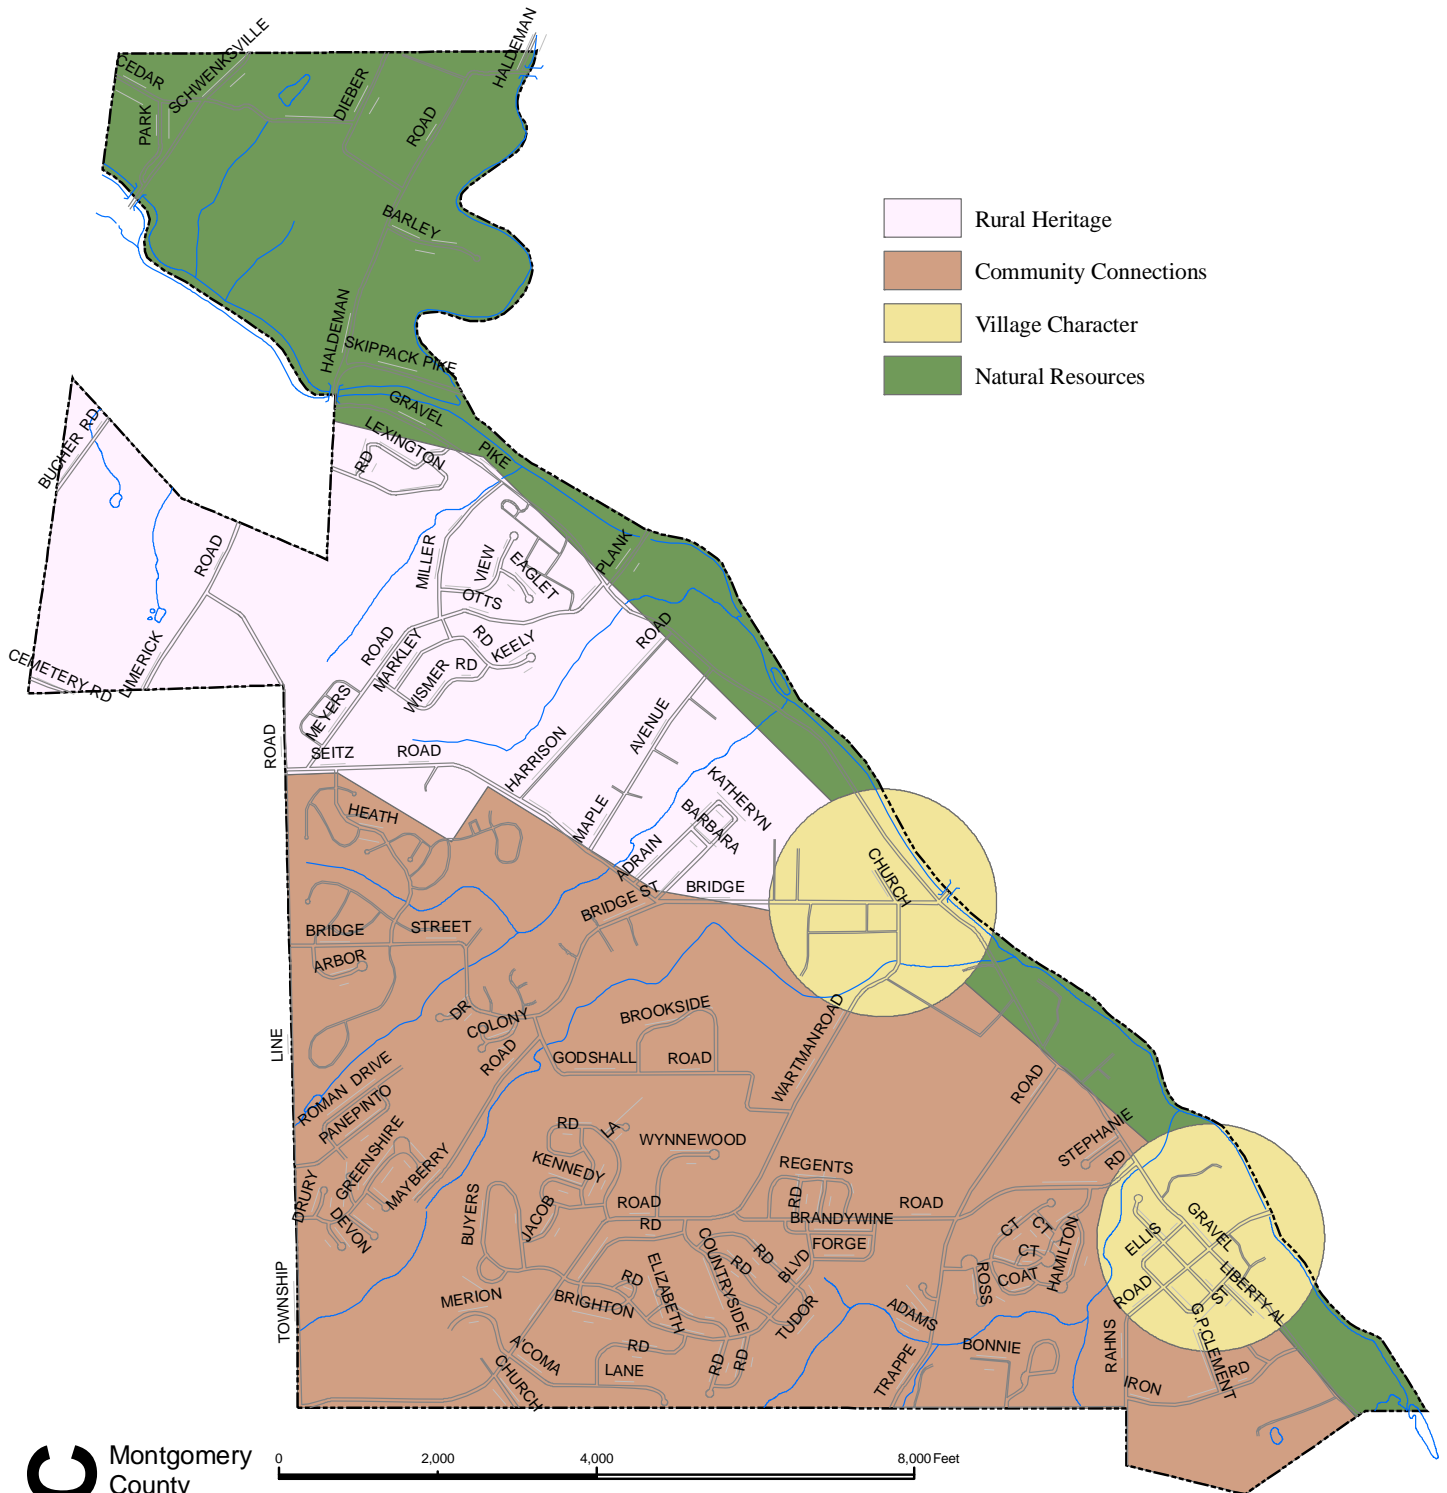 HALDEMAN
SCHWENKSVILLE
CEDAR
DIEBER
PARK
ROAD
BARLEY
Rural Heritage
Community Connections
Village Character
Natural Resources
HALDEMAN
SKIPPACK PIKE
GRAVEL
PIKE
LEXINGTON
RD
BUCHER RD
ROAD
MILLER
VIEW
EAGLET
PLANK
OTTS
ROAD
ROAD
MARKLEY
RD
KEELY
RD
WISMER
CEMETERY RD
LIMERICK
MEYERS
ROAD
SEITZ
ROAD
HARRISON
AVENUE
MAPLE
KATHERYN
BARBARA
ADRAIN
HEATH
CHURCH
BRIDGE
BRIDGE ST
BRIDGE
STREET
ARBOR
DR
COLONY
BROOKSIDE
WARTMAN ROAD
LINE
ROAD
GODSHALL
ROAD
ROAD
ROMAN DRIVE
PANEPINTO
GREENSHIRE
MAYBERRY
RD
LA
WYNNEWOOD
STEPHANIE
RD
KENNEDY
REGENTS
DRURY
DEVON
BUYERS
JACOB
ROAD
RD
RD
BRANDYWINE
ROAD
FORGE
COUNTRYSIDE
RD
RD
BLVD
CT
CT
CT
COAT
HAMILTON
ROSS
ELLIS
GRAVEL
ROAD
LIBERTY AL
ST
G.P.CLEMENT
TOWNSHIP
MERION
RD
ELIZABETH
BRIGHTON
TUDOR
ADAMS
BONNIE
RAHNS
A'COMA
RD
LANE
RD
RD
TRAPPE
CHURCH
IRON
RD
C
Montgomery
County
0 2,000 4,000 8,000 Feet